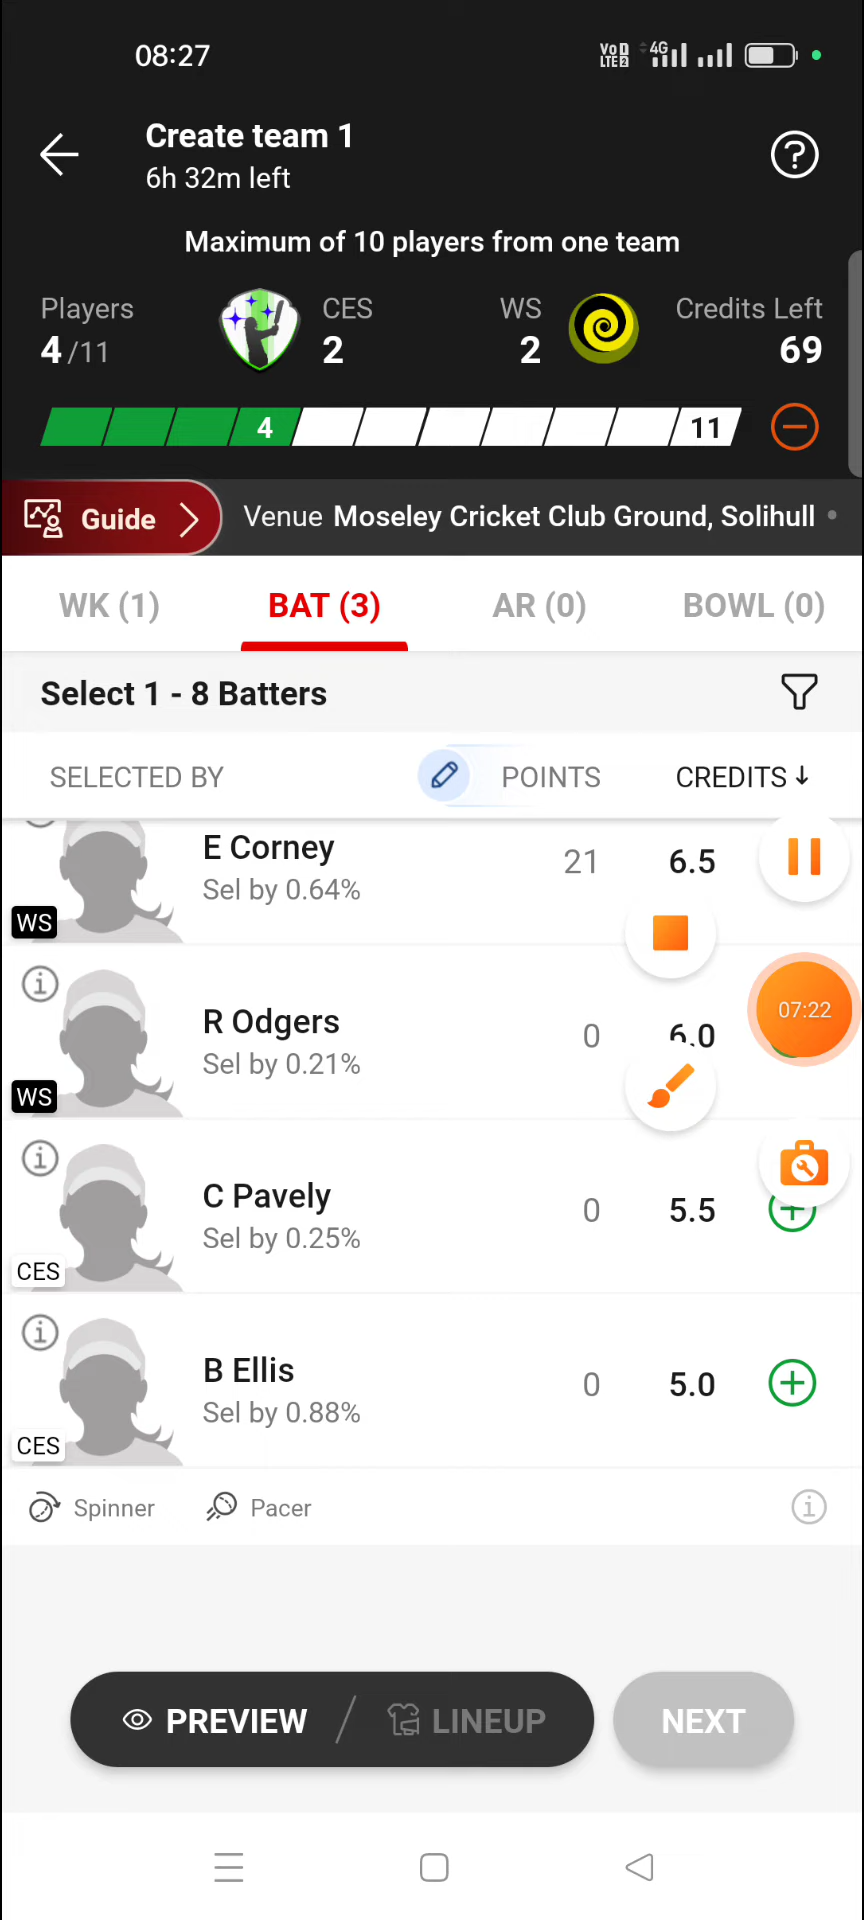 08:27
VoD LTE2 4G
Create team 1
6h 32m left
?
Maximum of 10 players from one team
Players CES WS Credits Left
4/11 2 2 69
4 11
Guide Venue Moseley Cricket Club Ground, Solihull
WK (1) BAT (3) AR (0) BOWL (0)
Select 1 - 8 Batters
SELECTED BY POINTS CREDITS ↓
E Corney 21 6.5
Sel by 0.64%
WS
R Odgers 0 6.0
07:22
Sel by 0.21%
WS
C Pavely 0 5.5
Sel by 0.25%
CES
B Ellis 0 5.0
Sel by 0.88%
CES
Spinner Pacer
PREVIEW / LINEUP NEXT